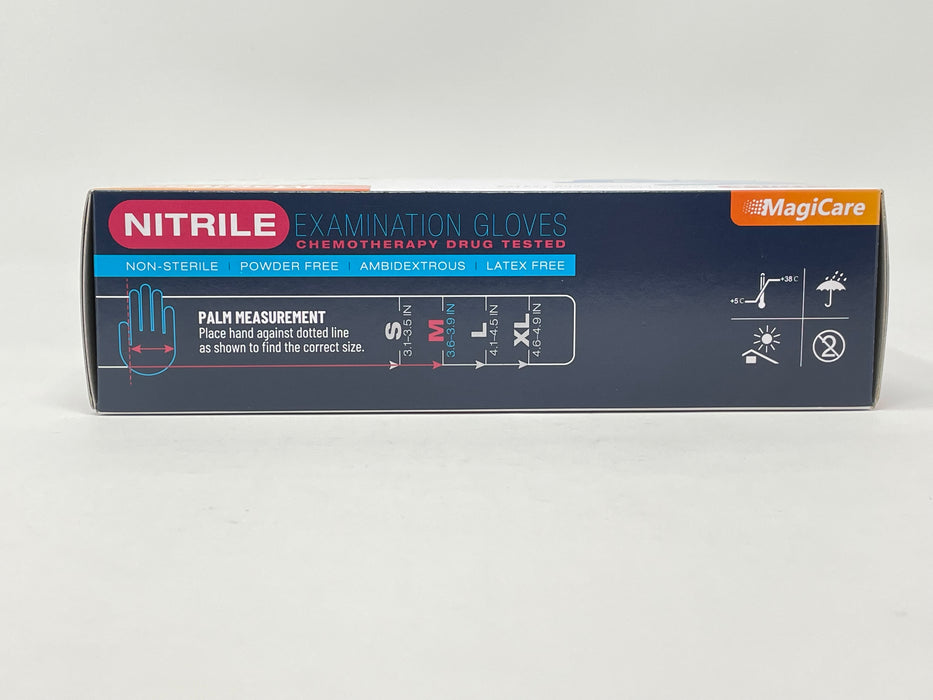 NITRILE EXAMINATION GLOVES
CHEMOTHERAPY DRUG TESTED
MagiCare
NON-STERILE | POWDER FREE | AMBIDEXTROUS | LATEX FREE
PALM MEASUREMENT
Place hand against dotted line
as shown to find the correct size.
S
3.1-3.5 IN
M
3.6-3.9 IN
L
4.1-4.5 IN
XL
4.6-4.9 IN
+5 C
+38 C
2